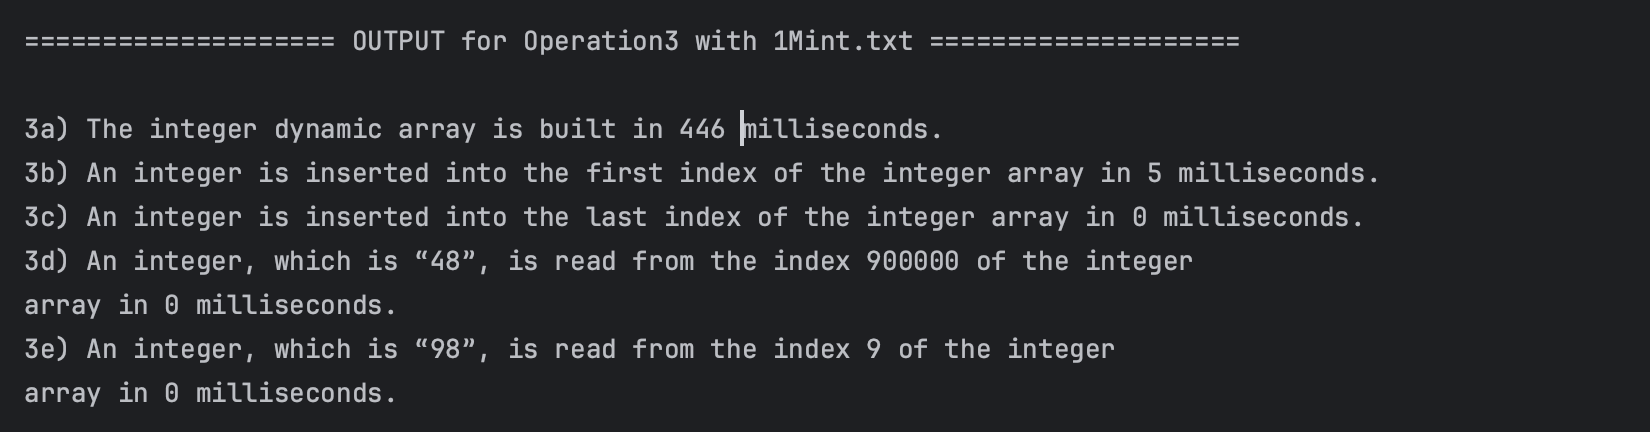 ==================== OUTPUT for Operation3 with 1Mint.txt ====================
3a) The integer dynamic array is built in 446 milliseconds.
3b) An integer is inserted into the first index of the integer array in 5 milliseconds.
3c) An integer is inserted into the last index of the integer array in 0 milliseconds.
3d) An integer, which is “48”, is read from the index 900000 of the integer
array in 0 milliseconds.
3e) An integer, which is “98”, is read from the index 9 of the integer
array in 0 milliseconds.